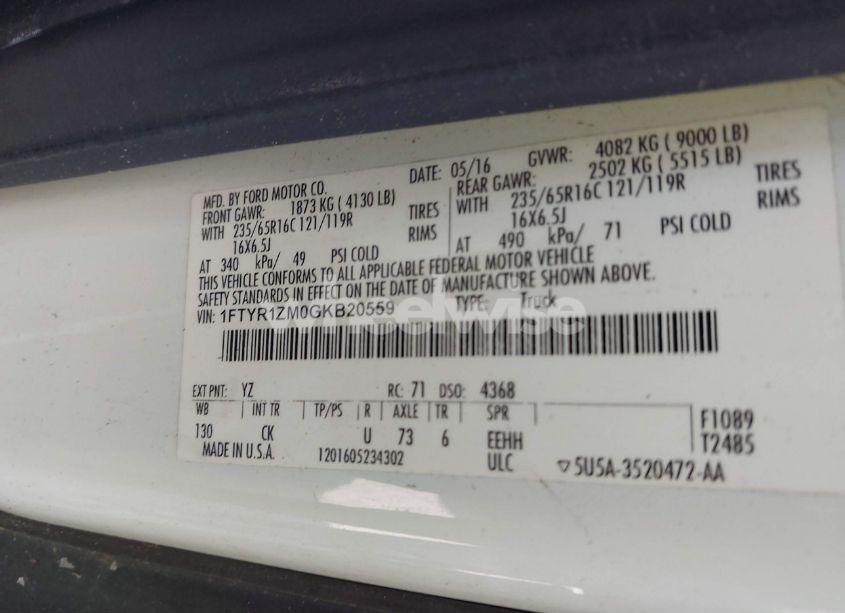 MFD. BY FORD MOTOR CO. DATE: 05/16 GVWR: 4082 KG ( 9000 LB)
FRONT GAWR: 1873 KG ( 4130 LB) REAR GAWR: 2502 KG ( 5515 LB)
WITH 235/65R16C 121/119R TIRES WITH 235/65R16C 121/119R TIRES
16X6.5J RIMS 16X6.5J RIMS
AT 340 kPa/ 49 PSI COLD AT 490 kPa/ 71 PSI COLD
THIS VEHICLE CONFORMS TO ALL APPLICABLE FEDERAL MOTOR VEHICLE
SAFETY STANDARDS IN EFFECT ON THE DATE OF MANUFACTURE SHOWN ABOVE.
VIN: 1FTYR1ZM0GKB20559 TYPE: Truck
wheelwise
EXT PNT: YZ RC: 71 DSO: 4368
WB INT TR TP/PS R AXLE TR SPR F1089
130 CK U 73 6 EEHH T2485
MADE IN U.S.A. 1201605234302 ULC ▽5U5A-3520472-AA